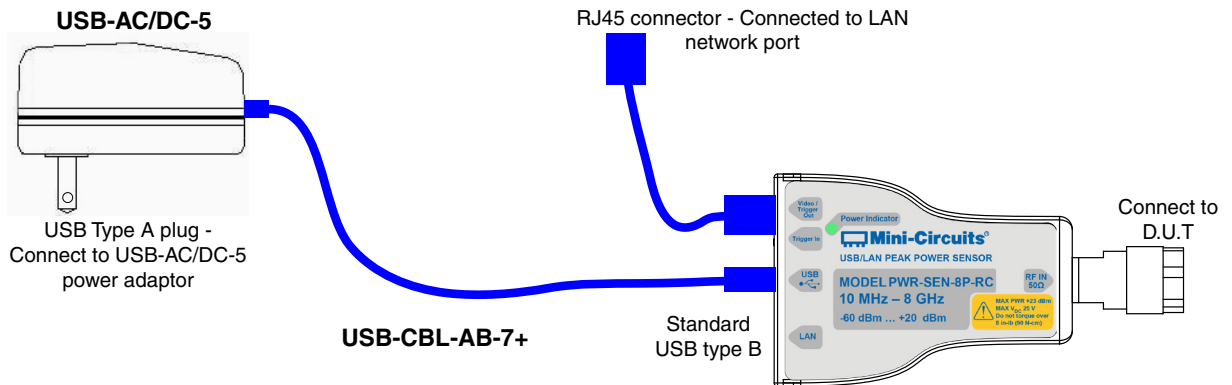 USB-AC/DC-5
RJ45 connector - Connected to LAN
network port
USB Type A plug -
Connect to USB-AC/DC-5
power adaptor
USB-CBL-AB-7+
Standard
USB type B
Video /
Trigger
Out
Power Indicator
Trigger In
Mini-Circuits®
USB/LAN PEAK POWER SENSOR
USB
MODEL PWR-SEN-8P-RC
10 MHz – 8 GHz
-60 dBm ... +20 dBm
RF IN
50Ω
MAX PWR +23 dBm
MAX VDC 25 V
Do not torque over
8 in-lb (90 N-cm)
LAN
Connect to
D.U.T